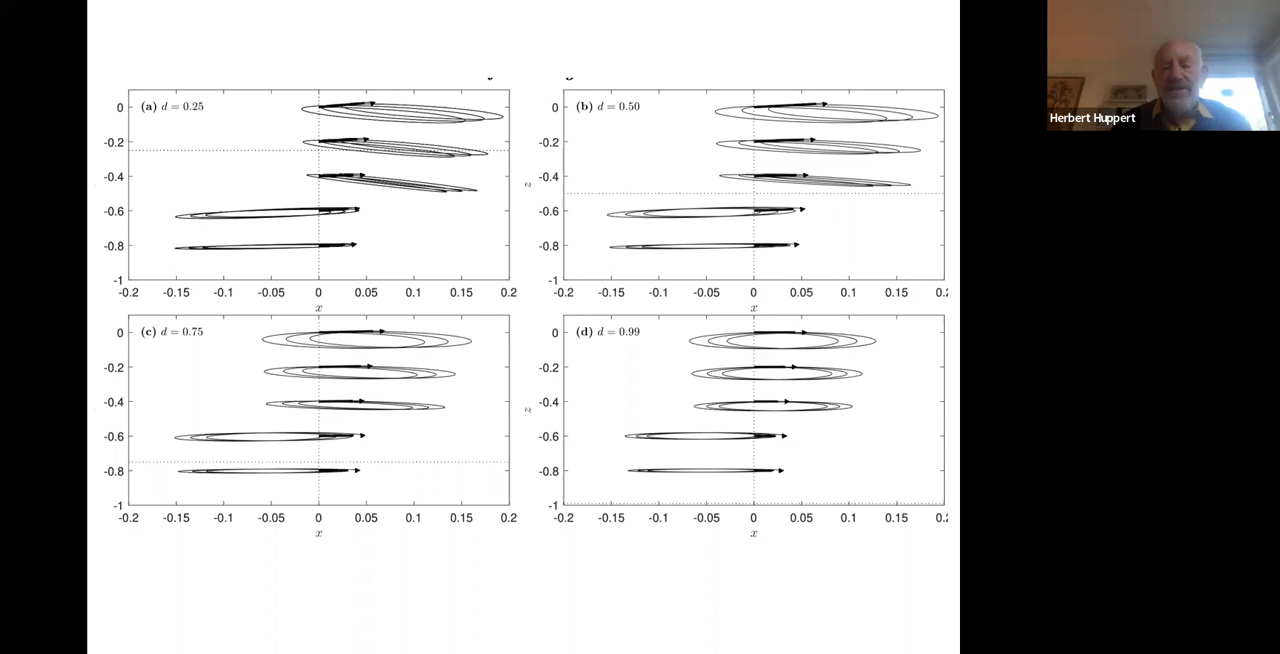 (a) d = 0.25
0
-0.2
-0.4
-0.6
-0.8
-1
-0.2 -0.15 -0.1 -0.05 0 0.05 0.1 0.15 0.2
x
(b) d = 0.50
z
0
-0.2
-0.4
-0.6
-0.8
-1
-0.2 -0.15 -0.1 -0.05 0 0.05 0.1 0.15
x
(c) d = 0.75
0
-0.2
-0.4
-0.6
-0.8
-1
-0.2 -0.15 -0.1 -0.05 0 0.05 0.1 0.15 0.2
x
(d) d = 0.99
z
0
-0.2
-0.4
-0.6
-0.8
-1
-0.2 -0.15 -0.1 -0.05 0 0.05 0.1 0.15
x
Herbert Huppert